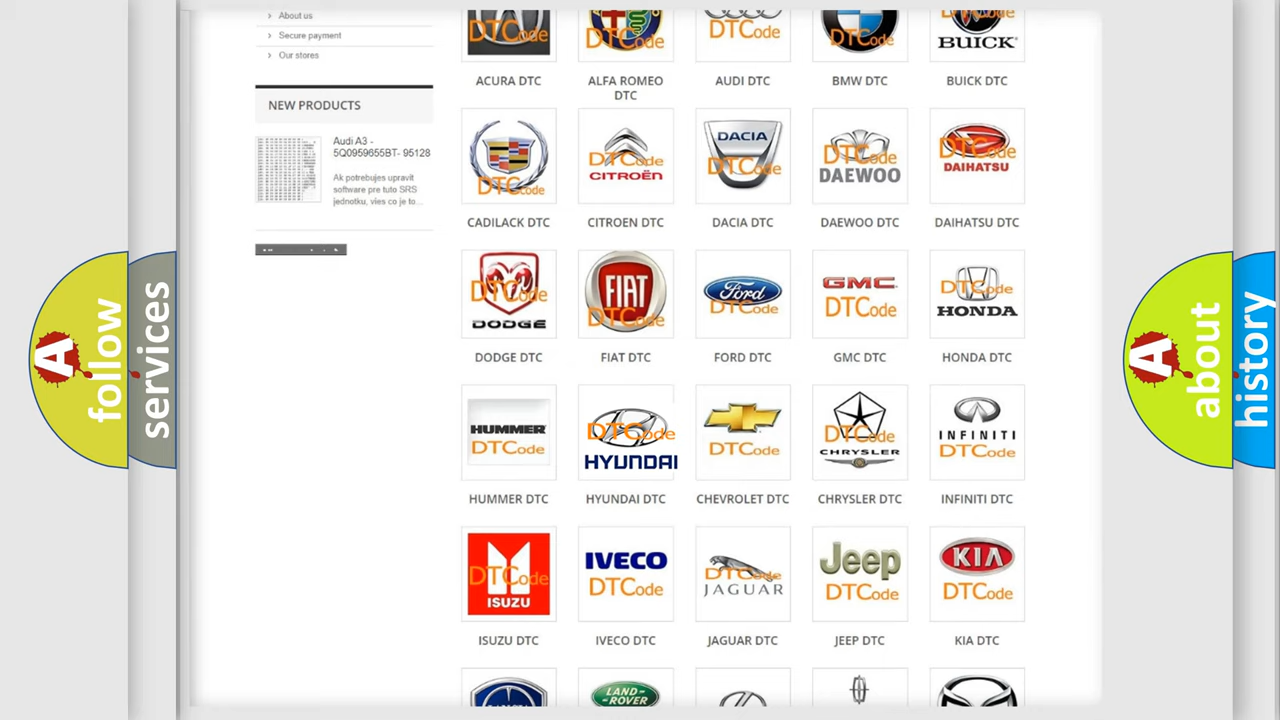 About us
Secure payment
Our stores
NEW PRODUCTS
Audi A3 -
5Q0959655BT- 95128
Ak potrebujes upravit
software pre tuto SRS
jednotku, vies co je to...
DTCode
DTCode
DTCode
DTCode
BUICK
ACURA DTC
ALFA ROMEO
DTC
AUDI DTC
BMW DTC
BUICK DTC
DTCode
DTCode
CITROËN
DACIA
DTCode
DTCode
DAEWOO
DTCode
DAIHATSU
CADILACK DTC
CITROEN DTC
DACIA DTC
DAEWOO DTC
DAIHATSU DTC
DTCode
DODGE
FIAT
DTCode
Ford
DTCode
GMC
DTCode
DTCode
HONDA
DODGE DTC
FIAT DTC
FORD DTC
GMC DTC
HONDA DTC
HUMMER
DTCode
DTCode
HYUNDAI
DTCode
DTCode
CHRYSLER
INFINITI
DTCode
HUMMER DTC
HYUNDAI DTC
CHEVROLET DTC
CHRYSLER DTC
INFINITI DTC
DTCode
ISUZU
IVECO
DTCode
DTCode
JAGUAR
Jeep
DTCode
KIA
DTCode
ISUZU DTC
IVECO DTC
JAGUAR DTC
JEEP DTC
KIA DTC
LAND-
ROVER
A
follow
services
A
about
history